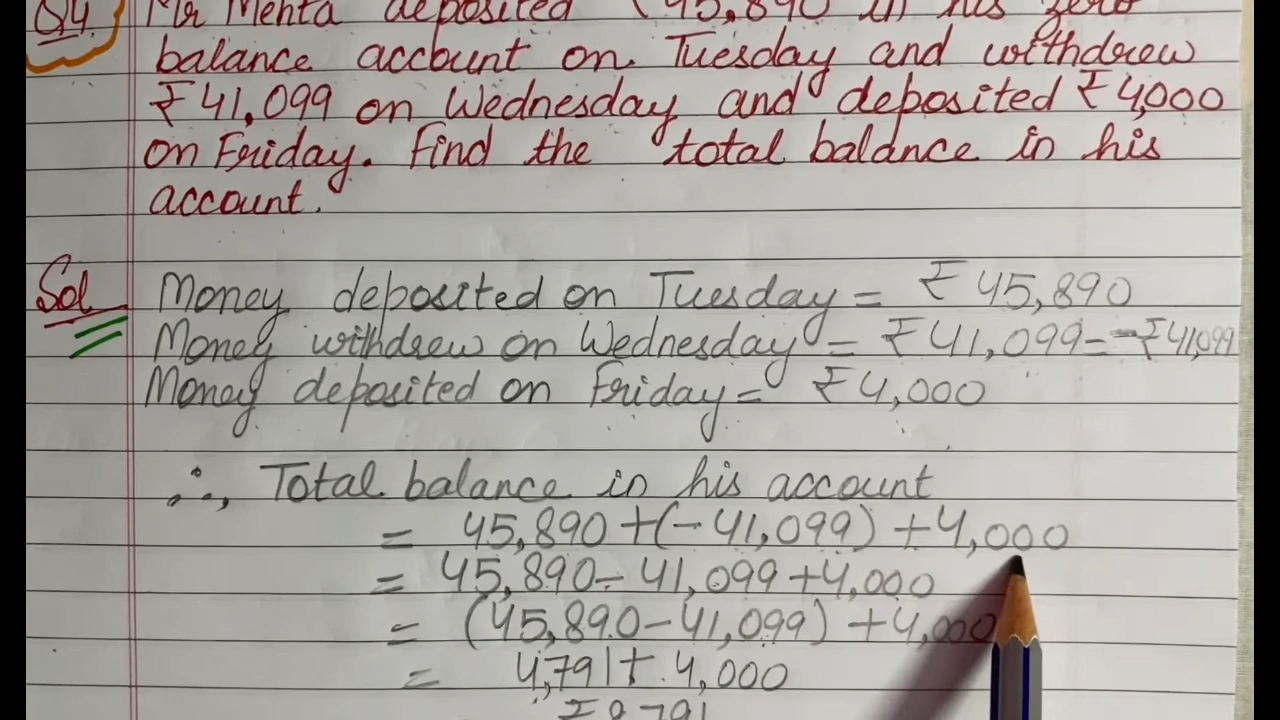 Q4. Mr Mehta deposited ₹45,890 in his zero
balance account on Tuesday and withdrew
₹41,099 on Wednesday and deposited ₹4,000
on Friday. Find the total balance in his
account.
Sol Money deposited on Tuesday = ₹45,890
Money withdrew on Wednesday = ₹41,099 = -₹41,099
Money deposited on Friday = ₹4,000
∴, Total balance in his account
= 45,890 + (-41,099) + 4,000
= 45,890 - 41,099 + 4,000
= (45,890 - 41,099) + 4,000
= 4,791 + 4,000
₹8791